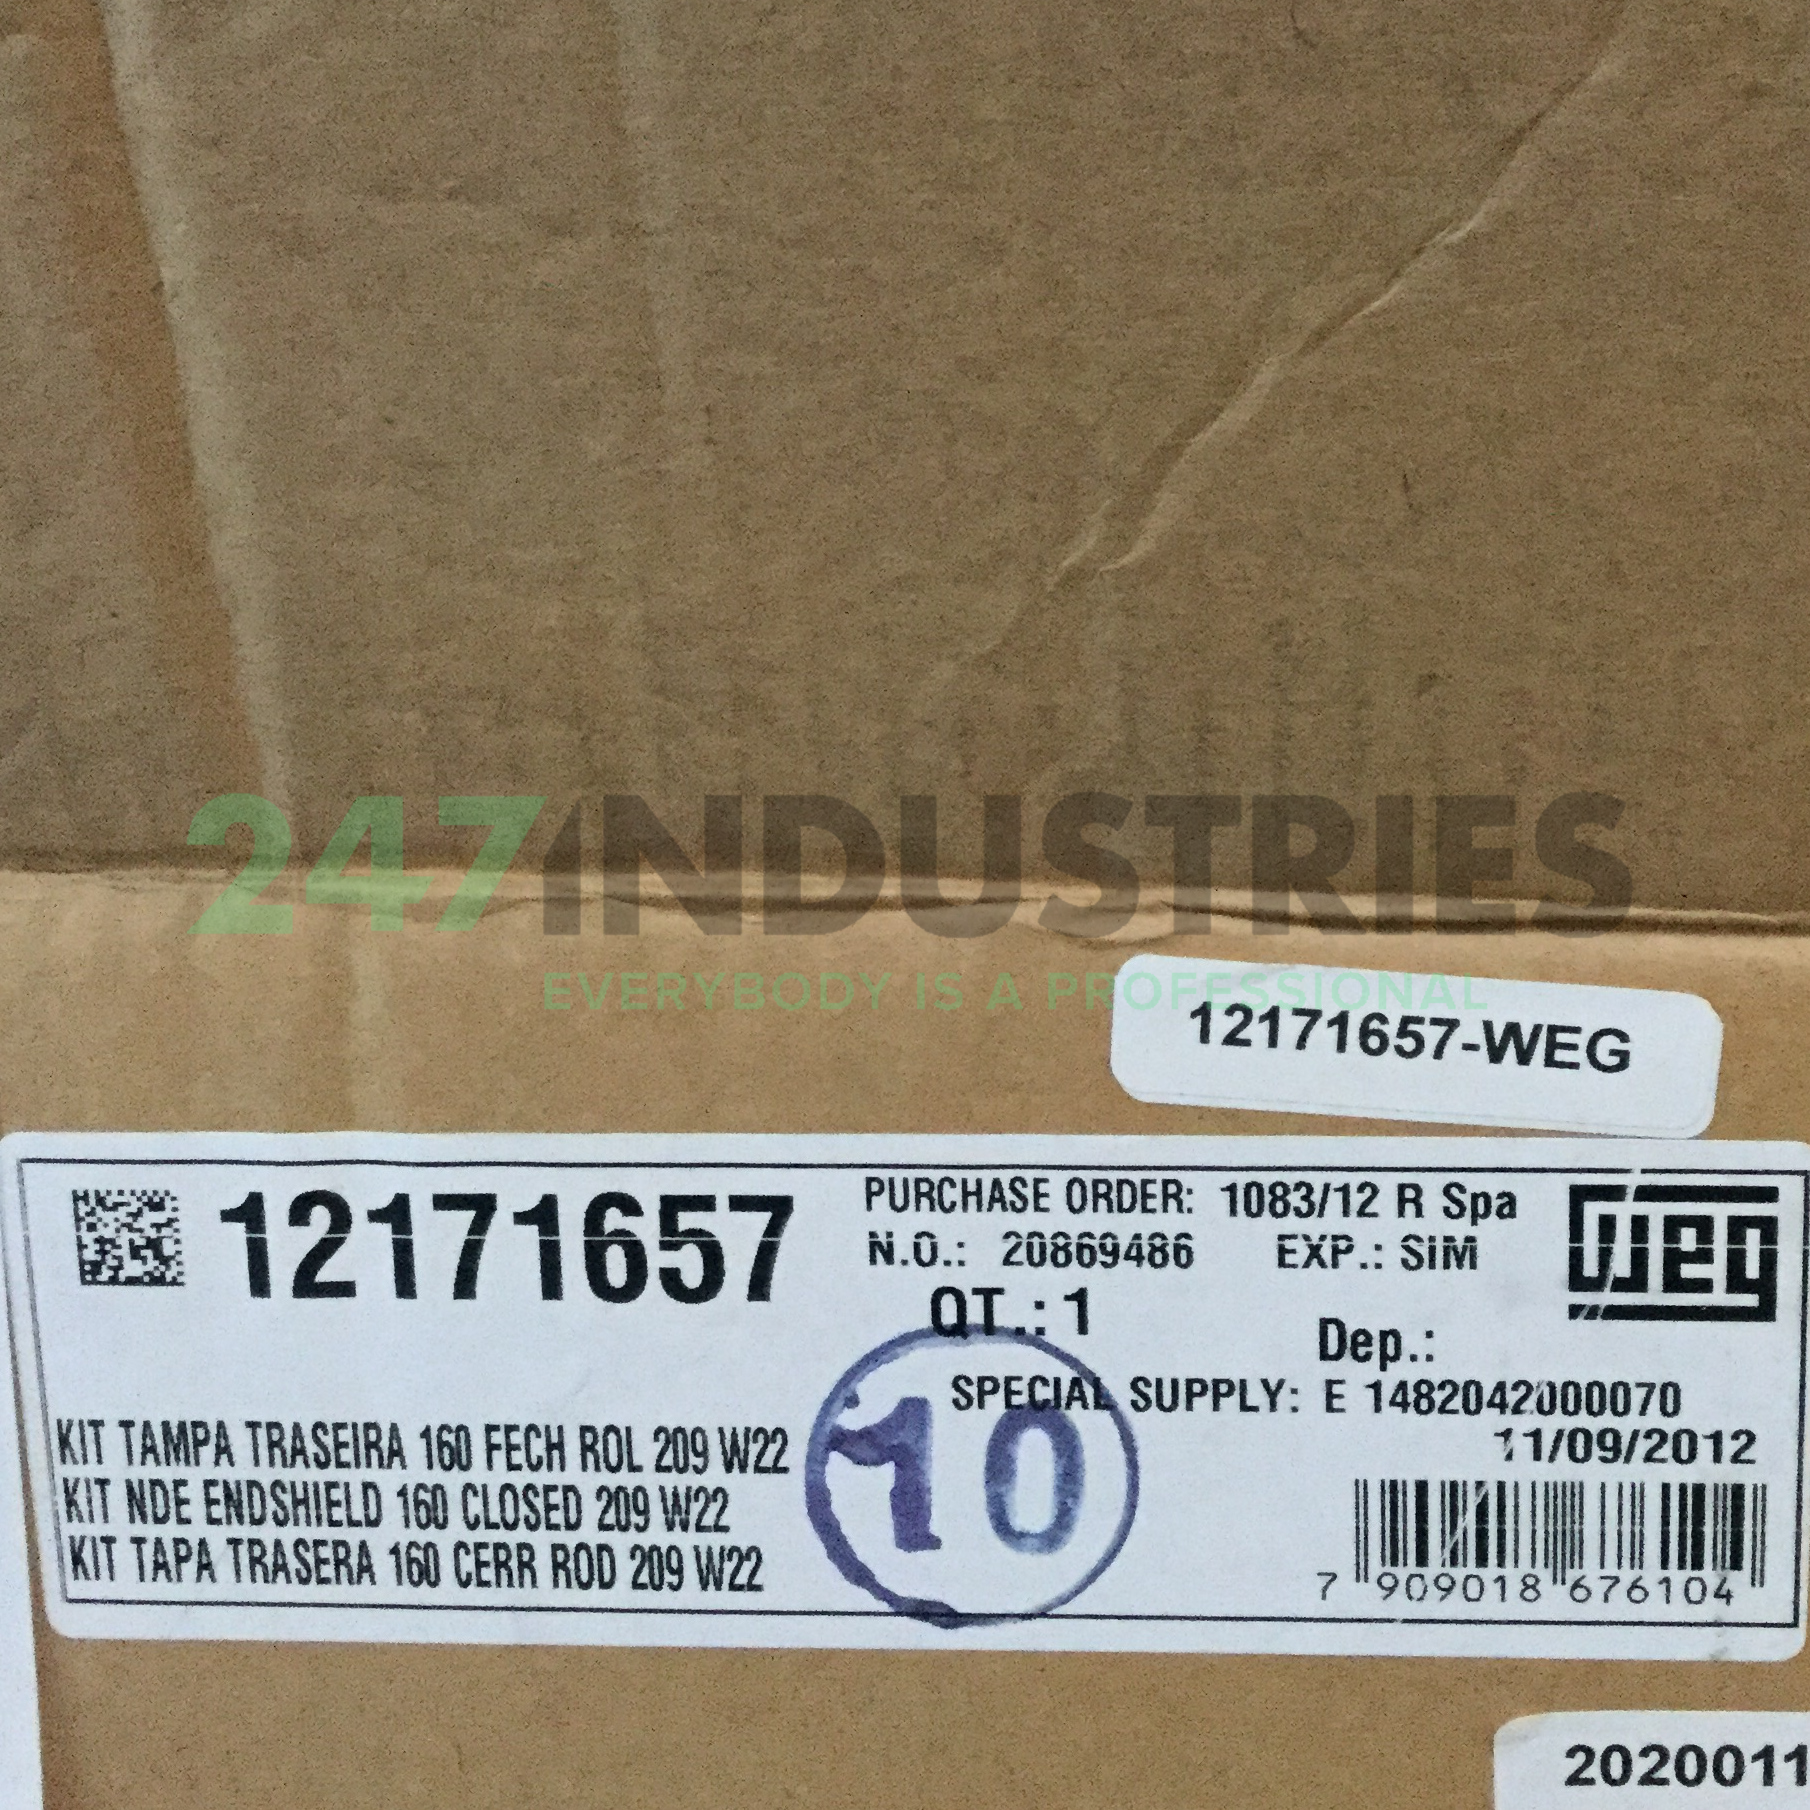 247INDUSTRIES
EVERYBODY IS A PROFESSIONAL
12171657-WEG
12171657
PURCHASE ORDER: 1083/12 R Spa
N.O.: 20869486 EXP.: SIM
weg
QT.: 1
Dep.:
SPECIAL SUPPLY: E 1482042000070
11/09/2012
KIT TAMPA TRASEIRA 160 FECH ROL 209 W22
KIT NDE ENDSHIELD 160 CLOSED 209 W22
KIT TAPA TRASERA 160 CERR ROD 209 W22
10
7 909018 676104
2020011